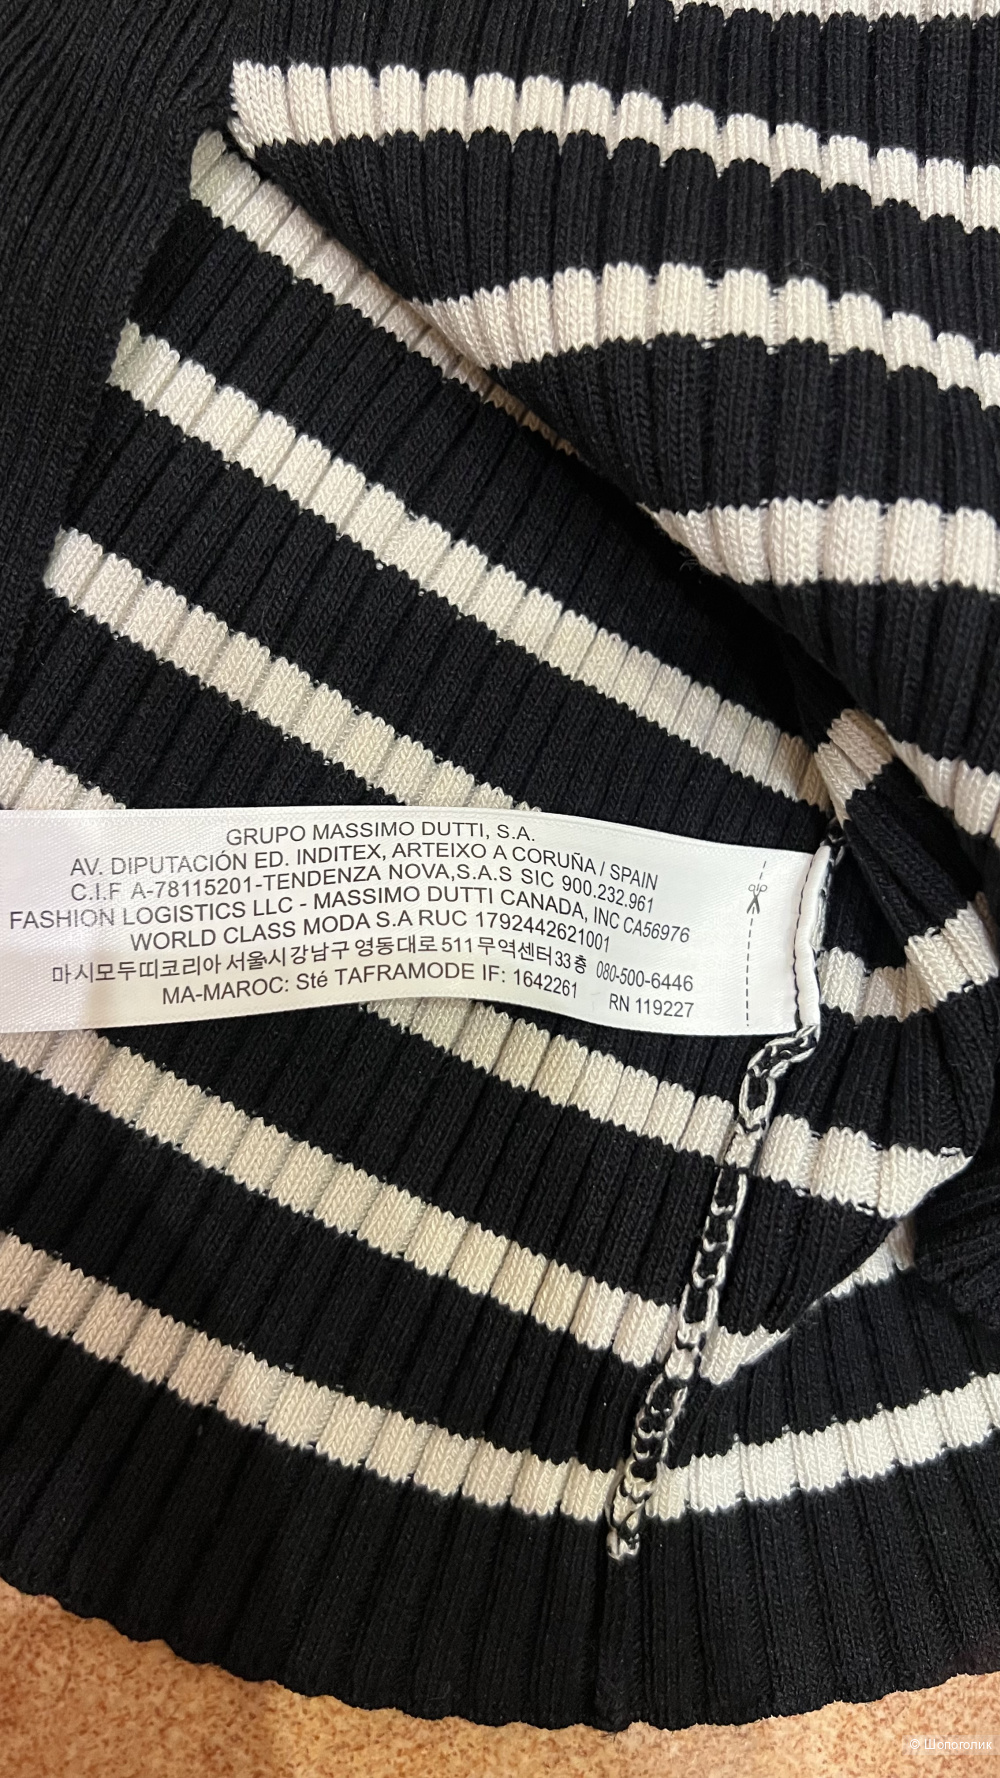 GRUPO MASSIMO DUTTI, S.A.
AV. DIPUTACIÓN ED. INDITEX, ARTEIXO A CORUÑA / SPAIN
C.I.F A-78115201-TENDENZA NOVA,S.A.S SIC 900.232.961
FASHION LOGISTICS LLC - MASSIMO DUTTI CANADA, INC CA56976
WORLD CLASS MODA S.A RUC 1792442621001
마시모두띠코리아 서울시강남구 영동대로 511 무역센터 33 층 080-500-6446
MA-MAROC: Sté TAFRAMODE IF: 1642261 RN 119227
© Шопоголик